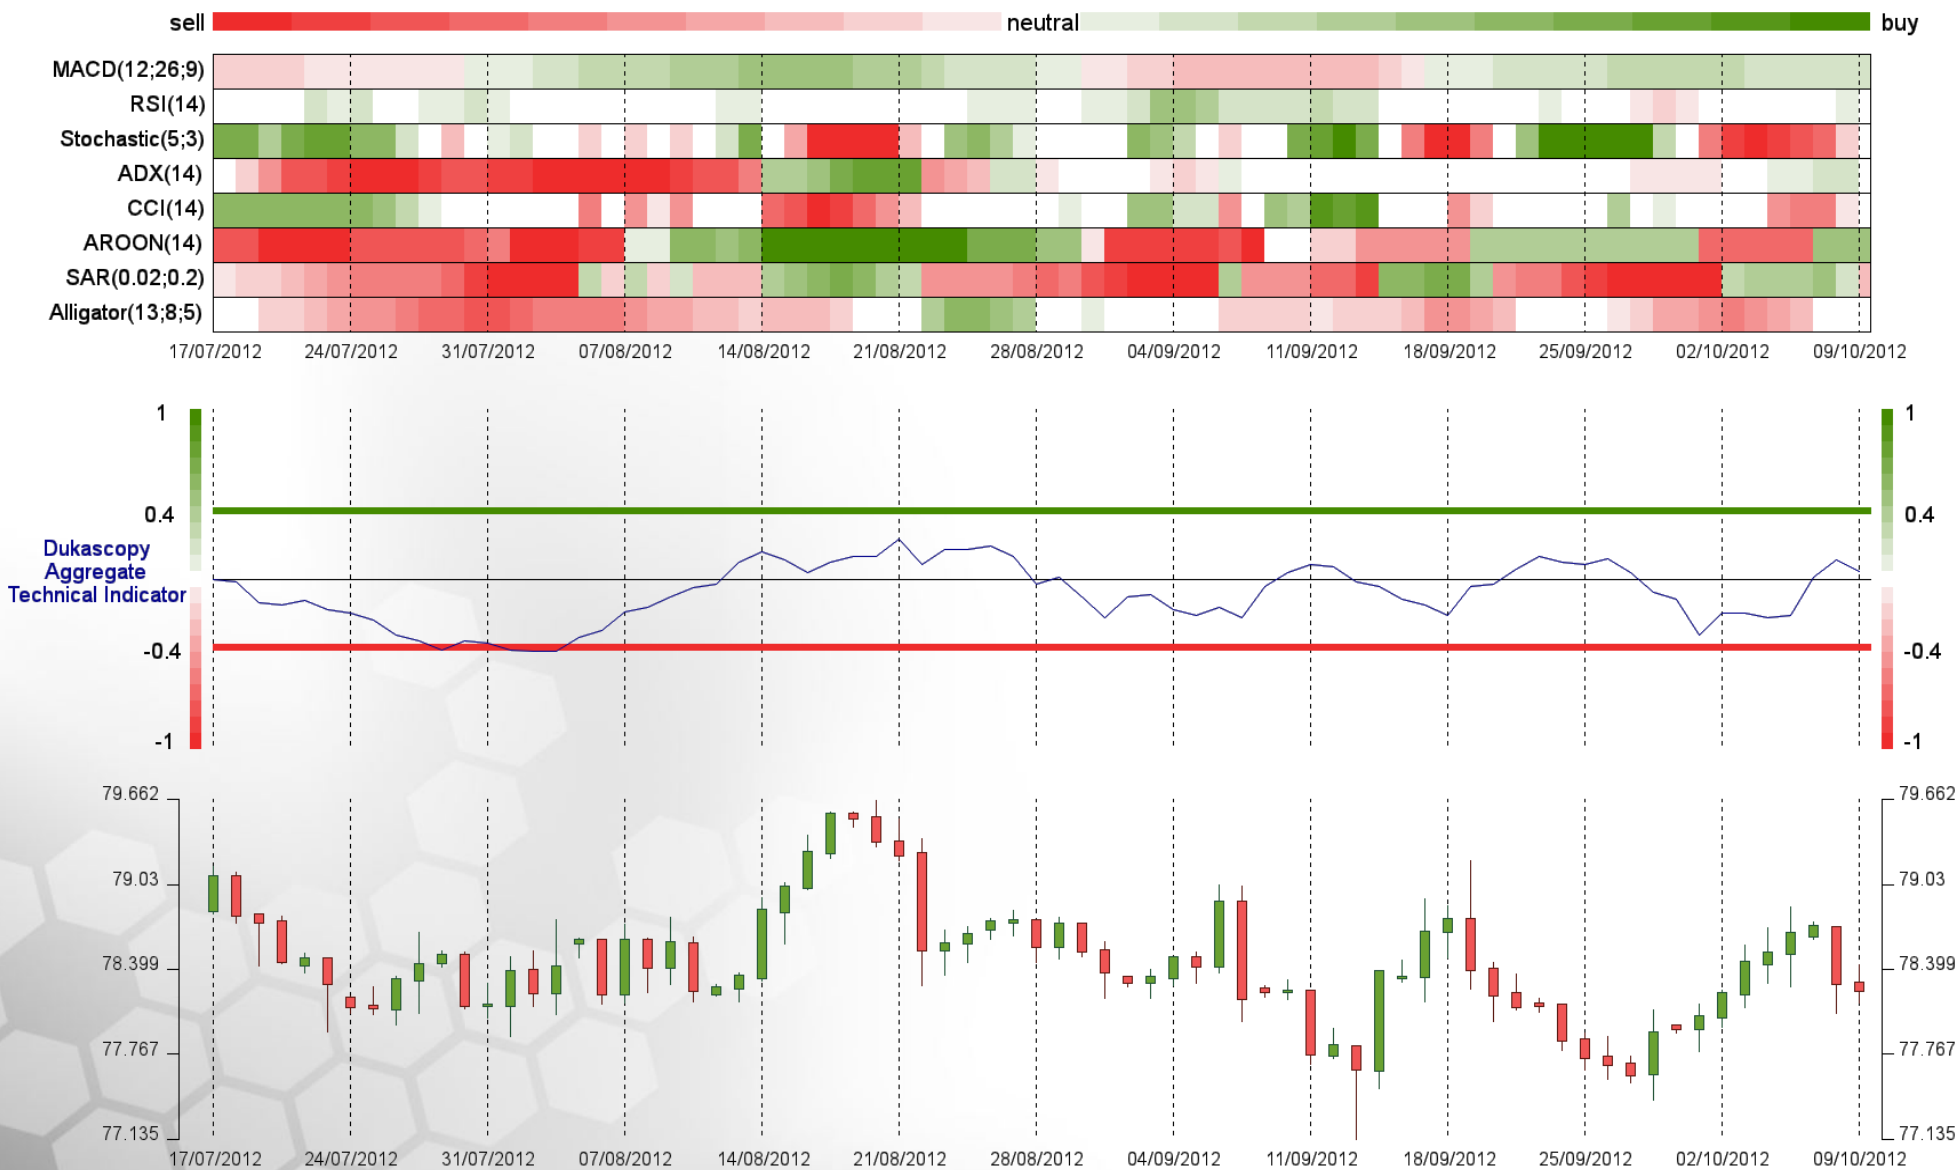 sell neutral buy
MACD(12;26;9)
RSI(14)
Stochastic(5;3)
ADX(14)
CCI(14)
AROON(14)
SAR(0.02;0.2)
Alligator(13;8;5)
17/07/2012 24/07/2012 31/07/2012 07/08/2012 14/08/2012 21/08/2012 28/08/2012 04/09/2012 11/09/2012 18/09/2012 25/09/2012 02/10/2012 09/10/2012
1 1
0.4 0.4
Dukascopy
Aggregate
Technical Indicator
-0.4 -0.4
-1 -1
79.662 79.662
79.03 79.03
78.399 78.399
77.767 77.767
77.135 77.135
17/07/2012 24/07/2012 31/07/2012 07/08/2012 14/08/2012 21/08/2012 28/08/2012 04/09/2012 11/09/2012 18/09/2012 25/09/2012 02/10/2012 09/10/2012